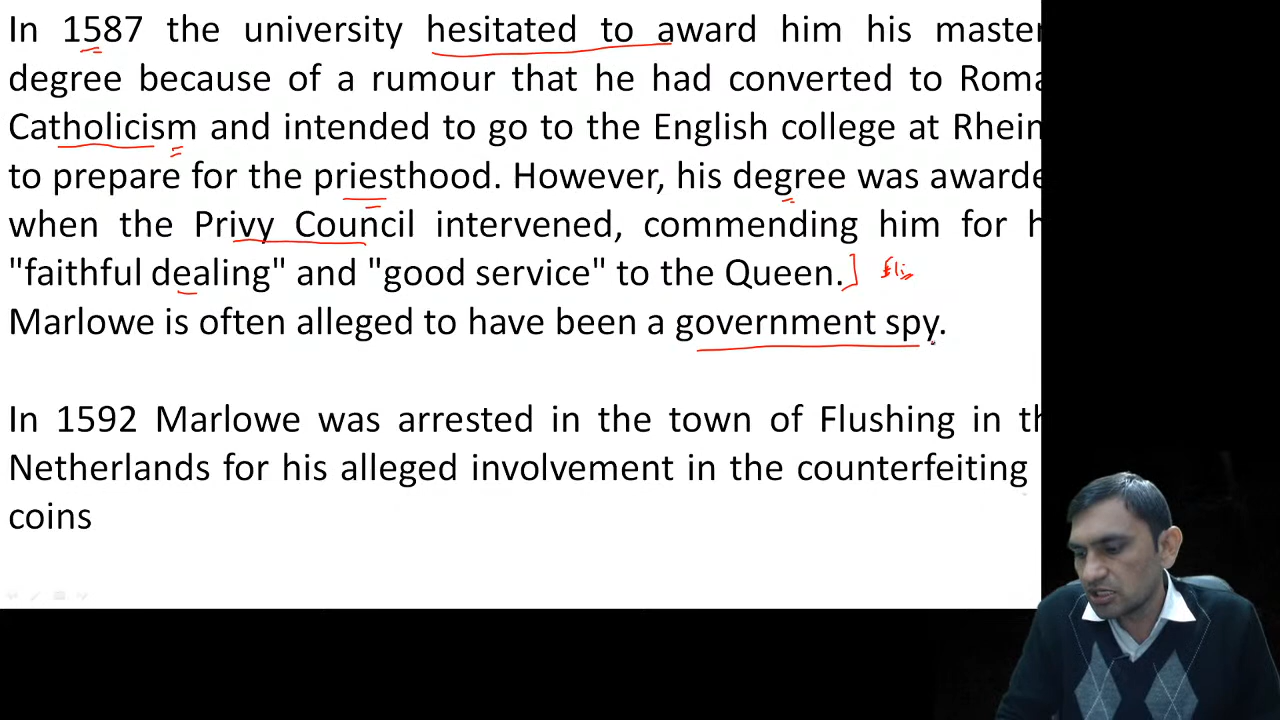 In 1587 the university hesitated to award him his master
degree because of a rumour that he had converted to Roma
Catholicism and intended to go to the English college at Rheim
to prepare for the priesthood. However, his degree was awarde
when the Privy Council intervened, commending him for h
"faithful dealing" and "good service" to the Queen.]
Marlowe is often alleged to have been a government spy.
In 1592 Marlowe was arrested in the town of Flushing in th
Netherlands for his alleged involvement in the counterfeiting
coins